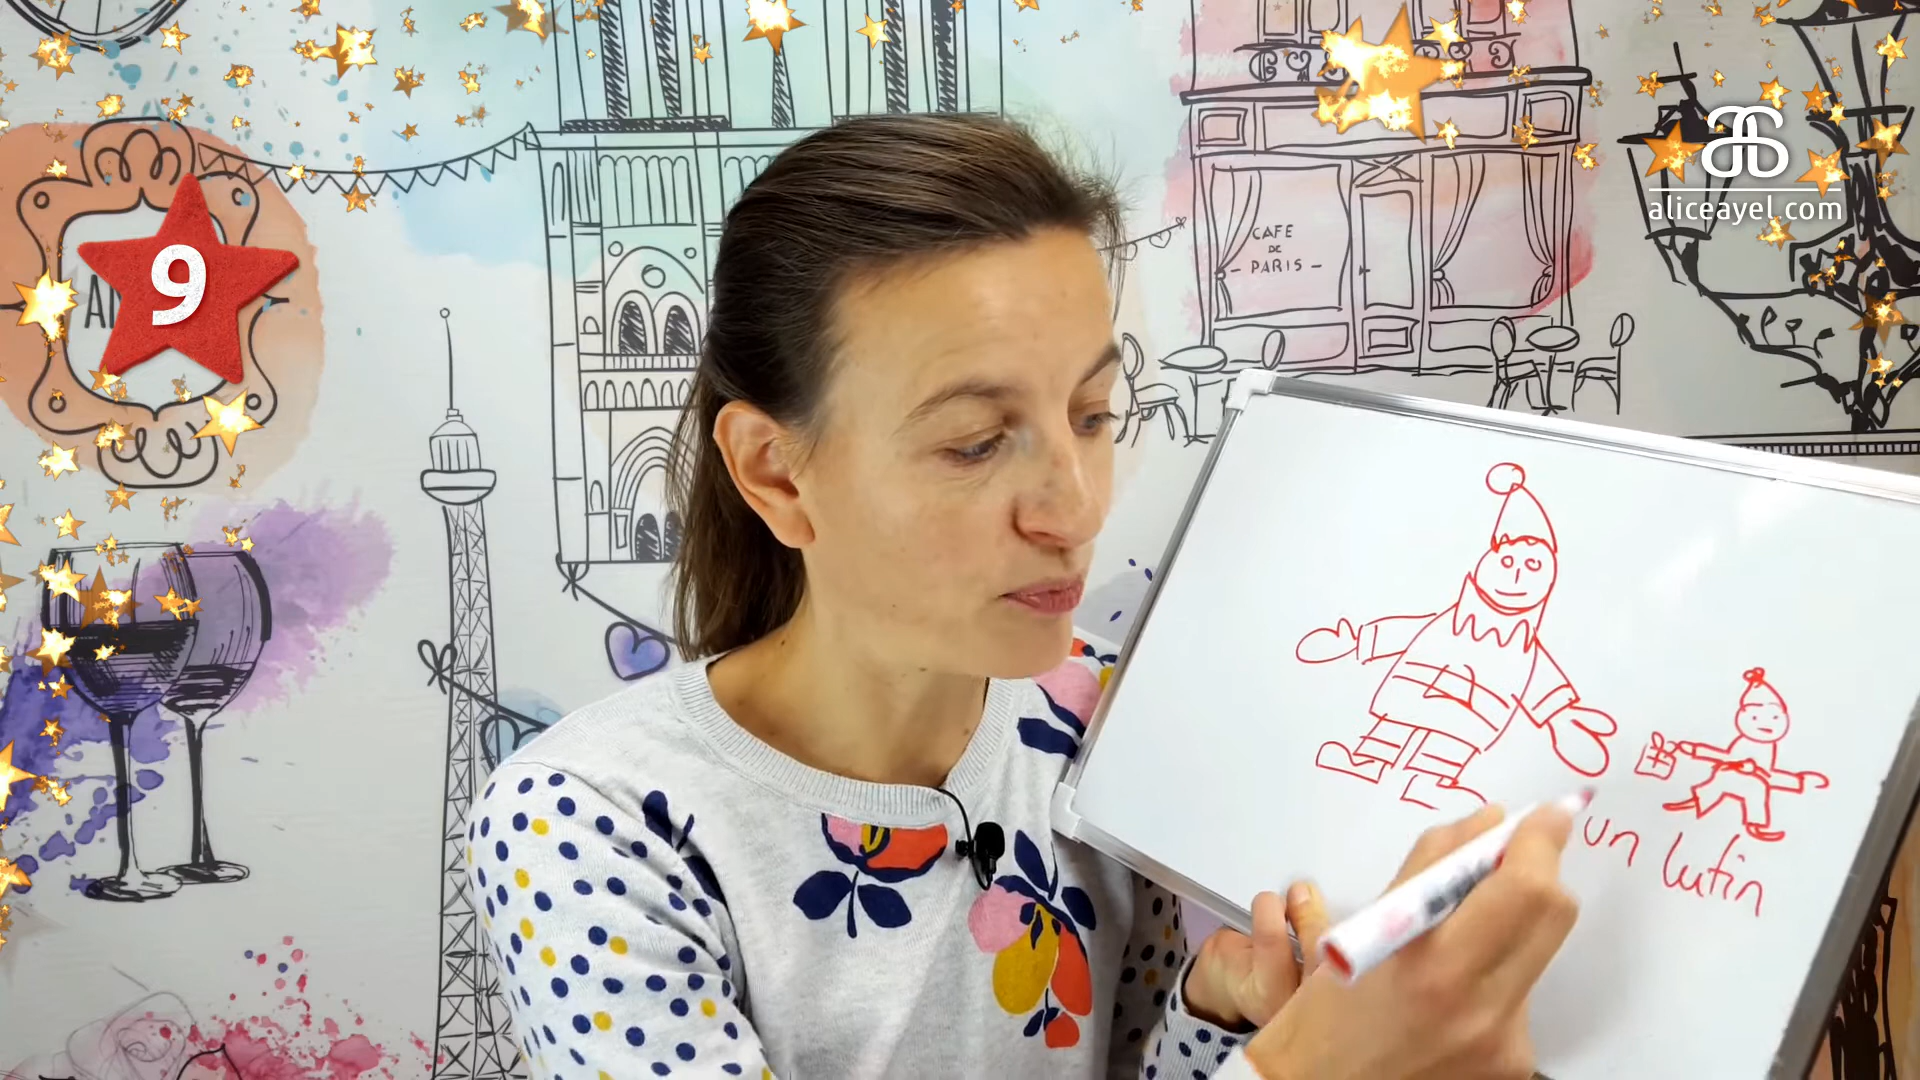 9
CAFE
DE
- PARIS -
aliceayel.com
un lutin